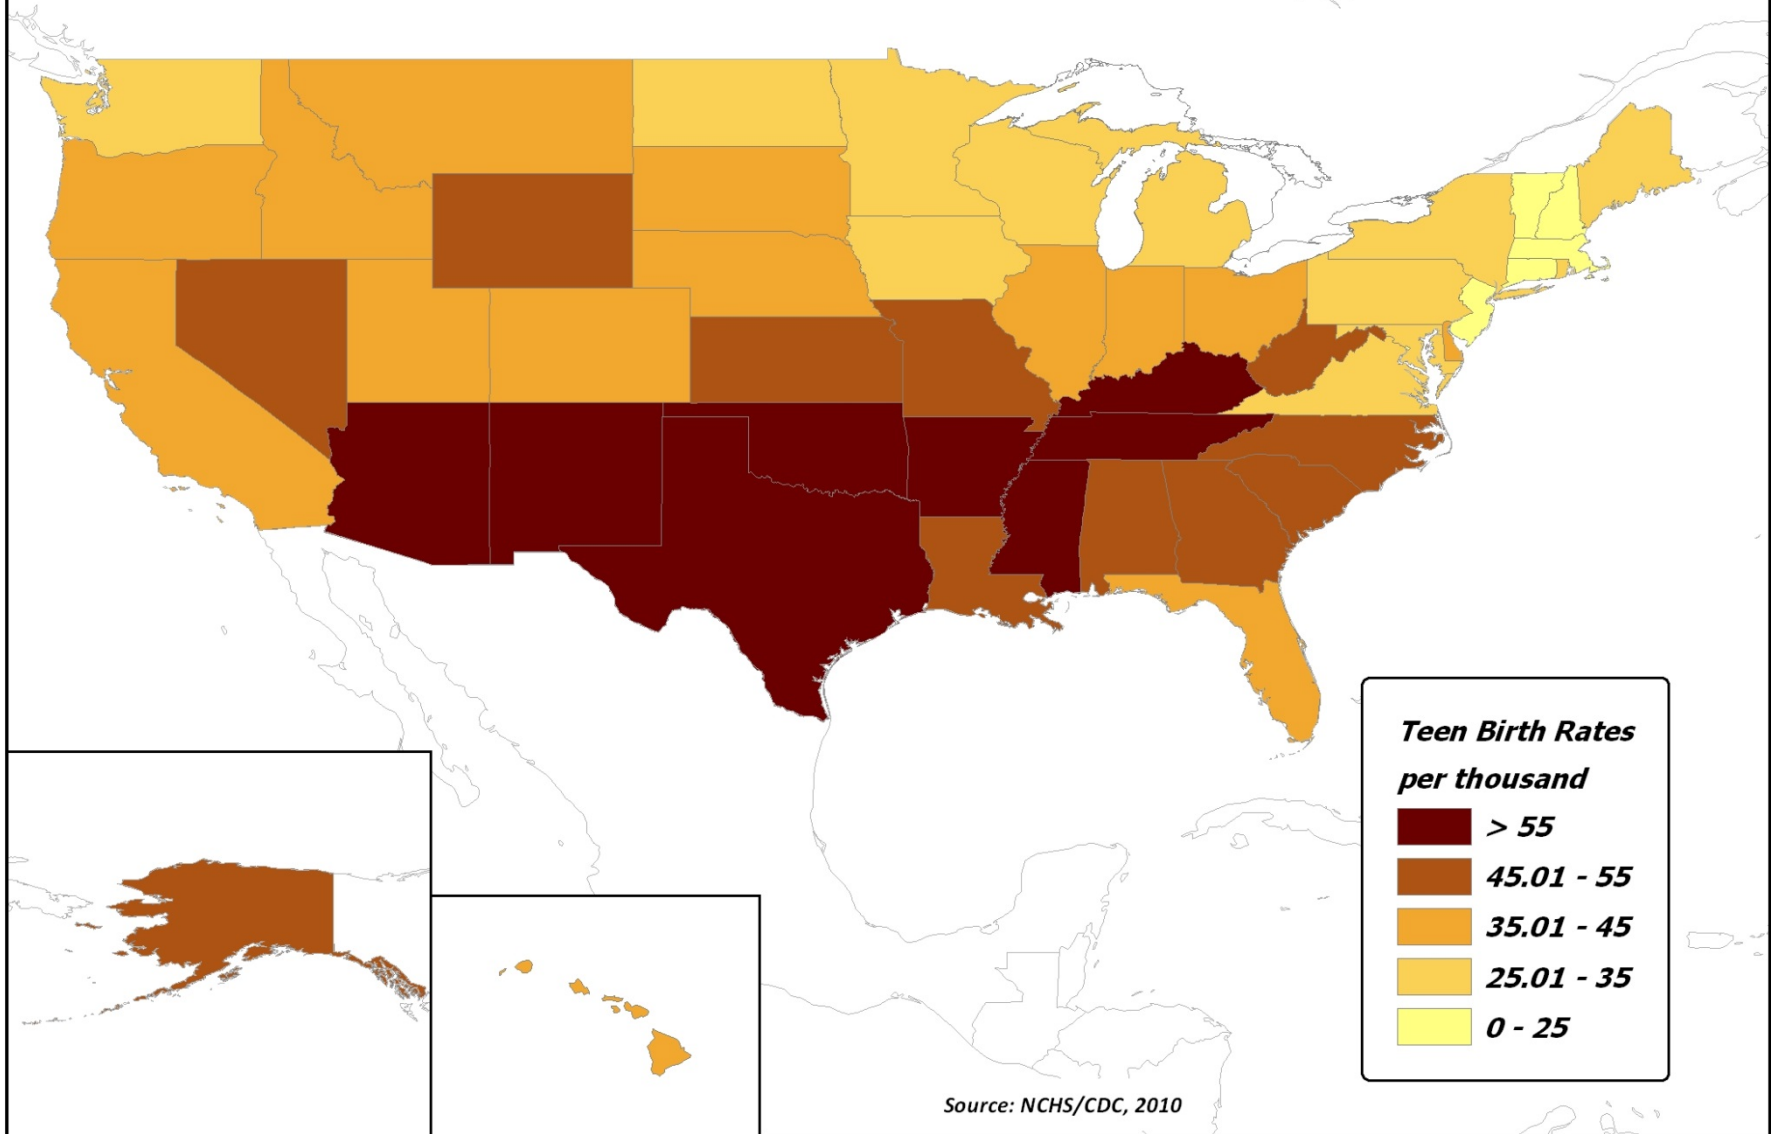 Teen Birth Rates
per thousand
> 55
45.01 - 55
35.01 - 45
25.01 - 35
0 - 25
Source: NCHS/CDC, 2010